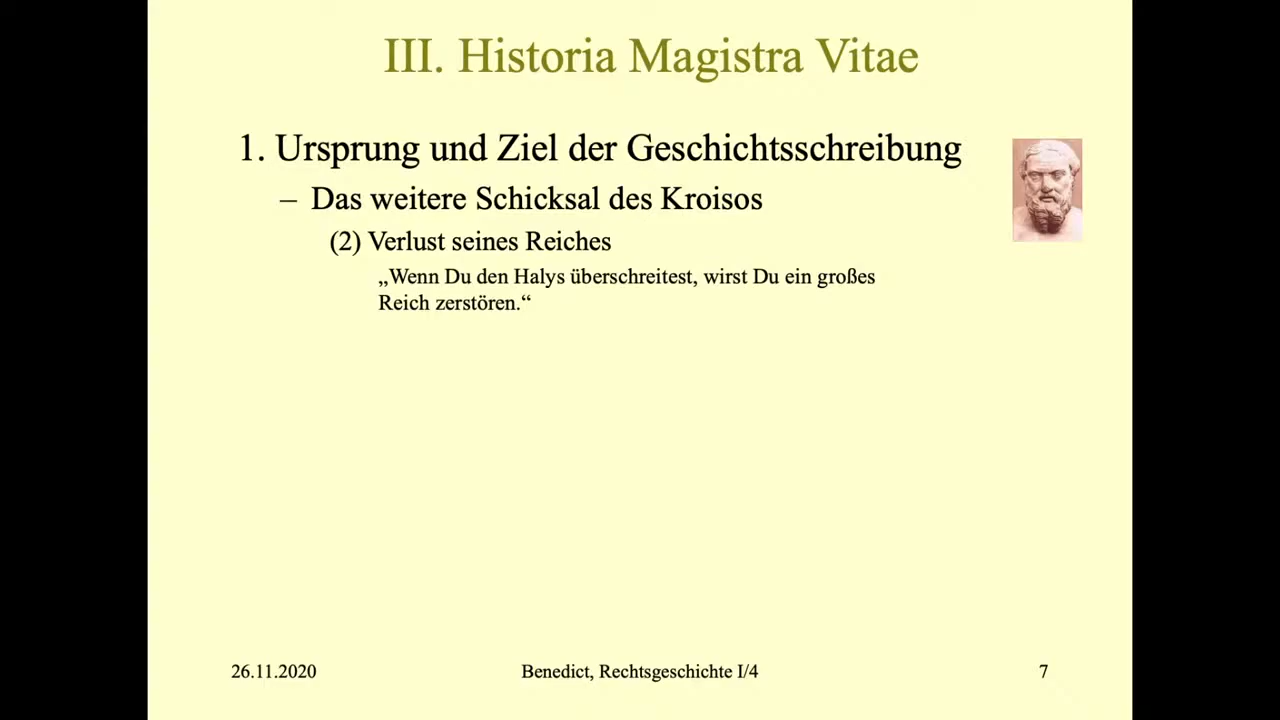 III. Historia Magistra Vitae
1. Ursprung und Ziel der Geschichtsschreibung
– Das weitere Schicksal des Kroisos
(2) Verlust seines Reiches
„Wenn Du den Halys überschreitest, wirst Du ein großes
Reich zerstören.“
26.11.2020
Benedict, Rechtsgeschichte I/4
7